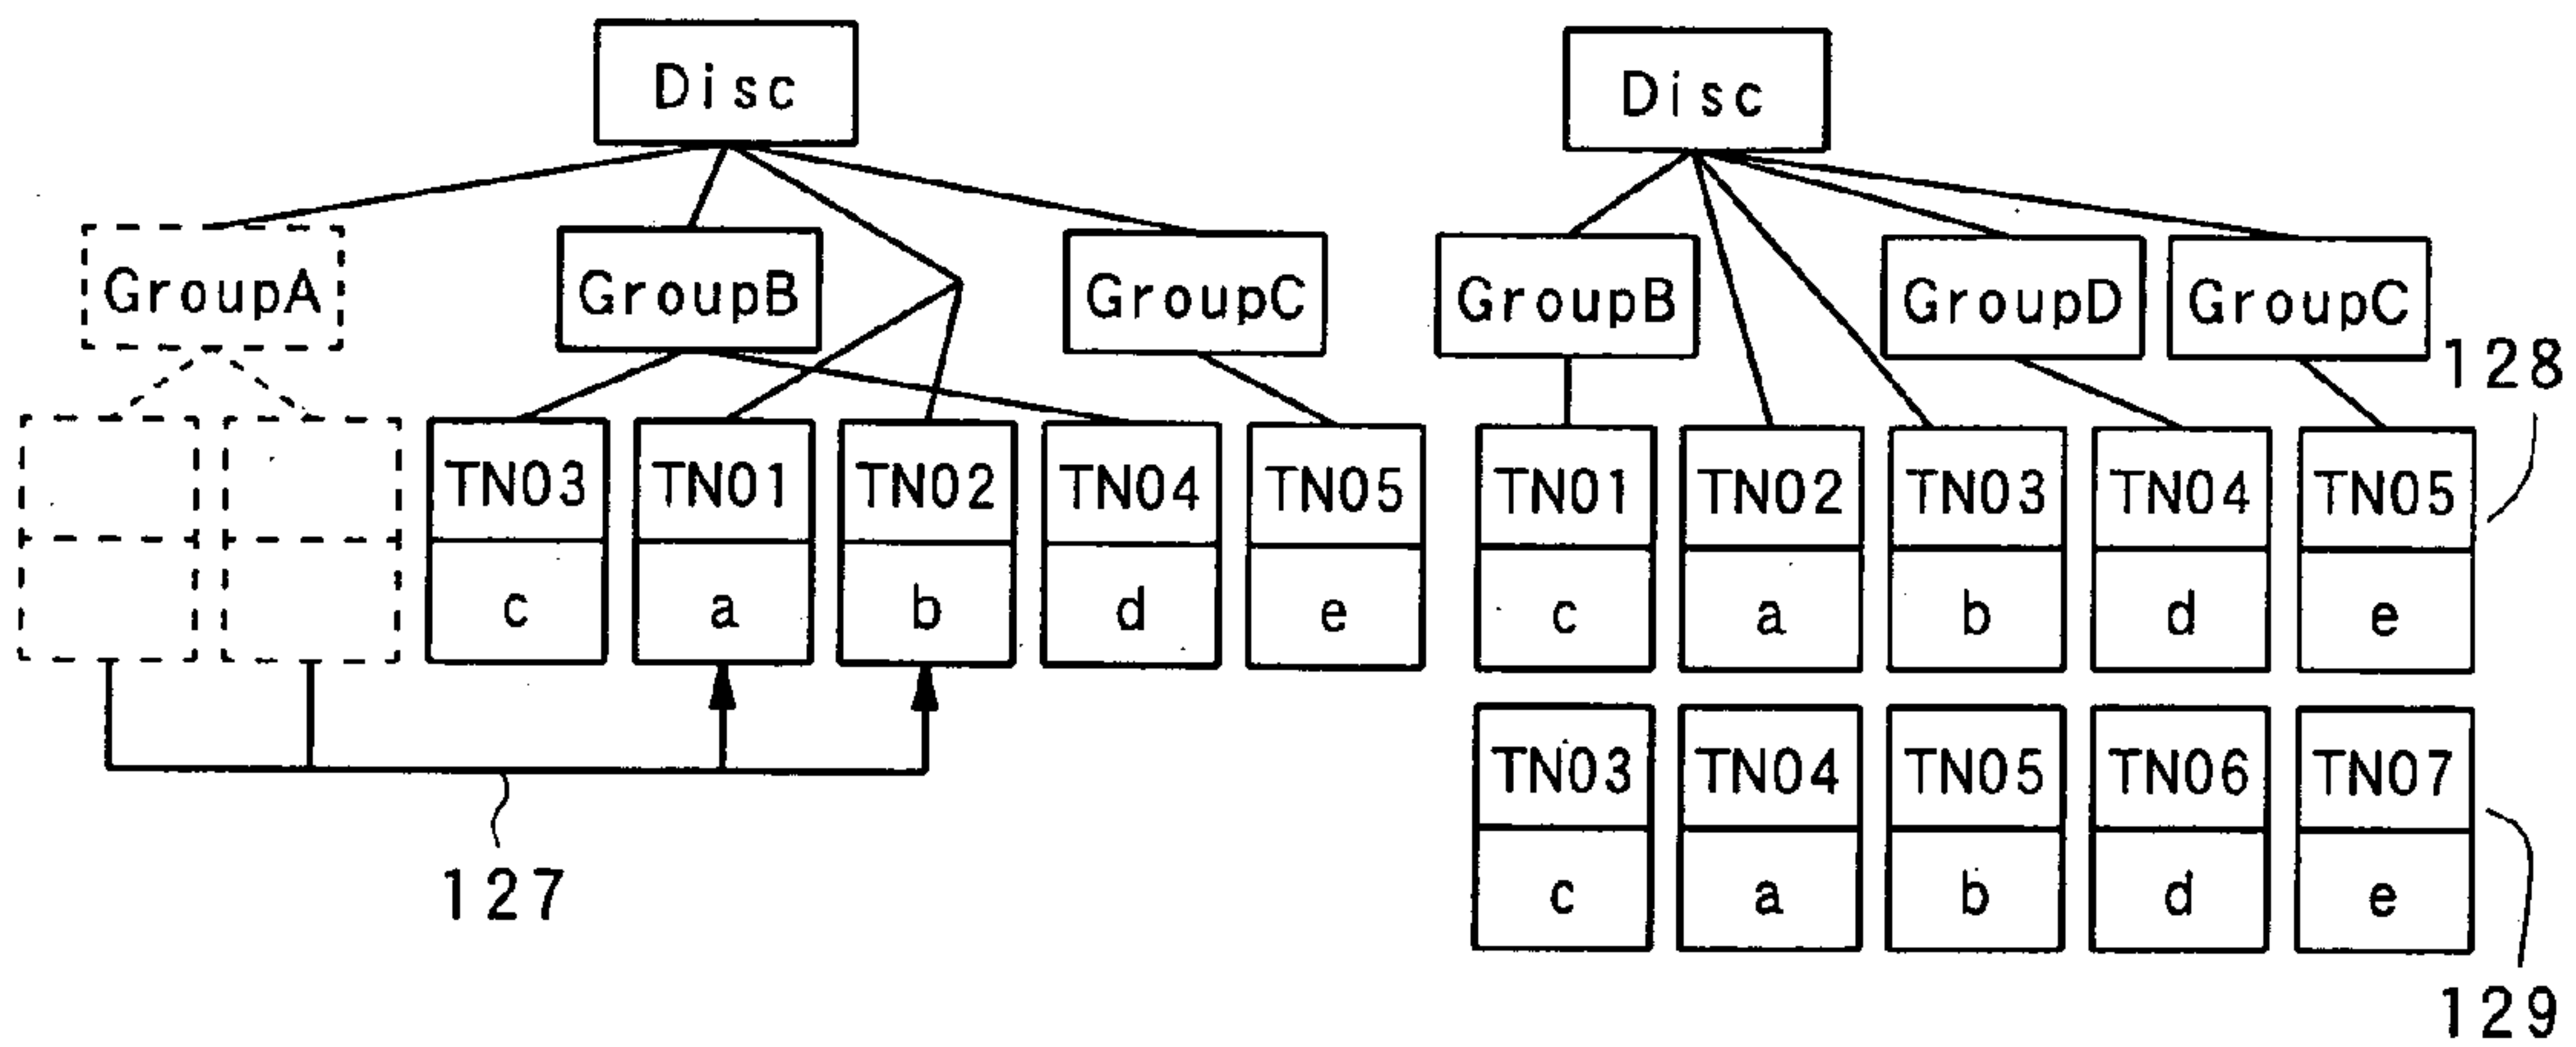 Disc Disc
GroupA GroupB GroupC GroupB GroupD GroupC
128
TN03 TN01 TN02 TN04 TN05 TN01 TN02 TN03 TN04 TN05
c a b d e c a b d e
TN03 TN04 TN05 TN06 TN07
127 c a b d e
129